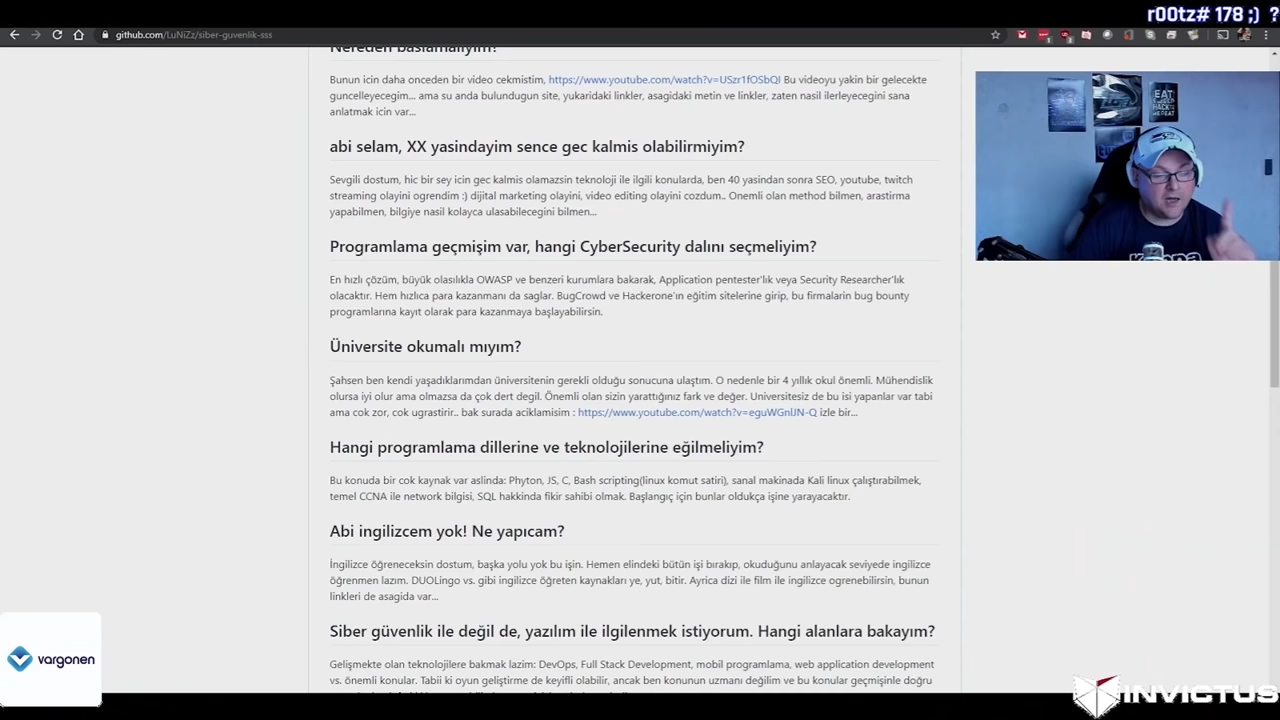 r00tz# 178 ;) ?
github.com/LuNiZz/siber-guvenlik-sss
Nereden baslamaliyim?
Bunun icin daha onceden bir video cekmistim, https://www.youtube.com/watch?v=USzr1fOSbQI Bu videoyu yakin bir gelecekte
guncelleyecegim... ama su anda bulundugun site, yukaridaki linkler, asagidaki metin ve linkler, zaten nasil ilerleyecegini sana
anlatmak icin var...
abi selam, XX yasindayim sence gec kalmis olabilirmiyim?
Sevgili dostum, hic bir sey icin gec kalmis olamazsin teknoloji ile ilgili konularda, ben 40 yasindan sonra SEO, youtube, twitch
streaming olayini ogrendim :) dijital marketing olayini, video editing olayini cozdum.. Onemli olan method bilmen, arastirma
yapabilmen, bilgiye nasil kolayca ulasabilecegini bilmen...
EAT
SLEEP
HACK
REPEAT
Programlama geçmişim var, hangi CyberSecurity dalını seçmeliyim?
En hızlı çözüm, büyük olasılıkla OWASP ve benzeri kurumlara bakarak, Application pentester'lık veya Security Researcher'lık
olacaktır. Hem hızlıca para kazanmanı da saglar. BugCrowd ve Hackerone'ın eğitim sitelerine girip, bu firmalarin bug bounty
programlarına kayıt olarak para kazanmaya başlayabilirsin.
Üniversite okumalı mıyım?
Şahsen ben kendi yaşadıklarımdan üniversitenin gerekli olduğu sonucuna ulaştım. O nedenle bir 4 yıllık okul önemli. Mühendislik
olursa iyi olur ama olmazsa da çok dert degil. Önemli olan sizin yarattığınız fark ve değer. Universitesiz de bu isi yapanlar var tabi
ama cok zor, cok ugrastirir.. bak surada aciklamisim : https://www.youtube.com/watch?v=eguWGnlJN-Q izle bir...
Hangi programlama dillerine ve teknolojilerine eğilmeliyim?
Bu konuda bir cok kaynak var aslinda: Phyton, JS, C, Bash scripting(linux komut satiri), sanal makinada Kali linux çalıştırabilmek,
temel CCNA ile network bilgisi, SQL hakkında fikir sahibi olmak. Başlangıç için bunlar oldukça işine yarayacaktır.
Abi ingilizcem yok! Ne yapıcam?
İngilizce öğreneceksin dostum, başka yolu yok bu işin. Hemen elindeki bütün işi bırakıp, okuduğunu anlayacak seviyede ingilizce
öğrenmen lazım. DUOLingo vs. gibi ingilizce öğreten kaynakları ye, yut, bitir. Ayrica dizi ile film ile ingilizce ogrenebilirsin, bunun
linkleri de asagida var...
Siber güvenlik ile değil de, yazılım ile ilgilenmek istiyorum. Hangi alanlara bakayım?
Gelişmekte olan teknolojilere bakmak lazim: DevOps, Full Stack Development, mobil programlama, web application development
vs. önemli konular. Tabii ki oyun geliştirme de keyifli olabilir, ancak ben konunun uzmanı değilim ve bu konular geçmişinle doğru
vargonen
INVICTUS